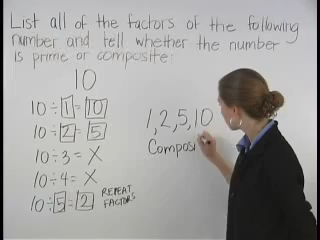 List all of the factors of the following
number and tell whether the number
is prime or composite:
10
10 ÷ 1 = 10
10 ÷ 2 = 5
10 ÷ 3 = X
10 ÷ 4 = X
10 ÷ 5 = 2 REPEAT
FACTORS
1, 2, 5, 10
Composi